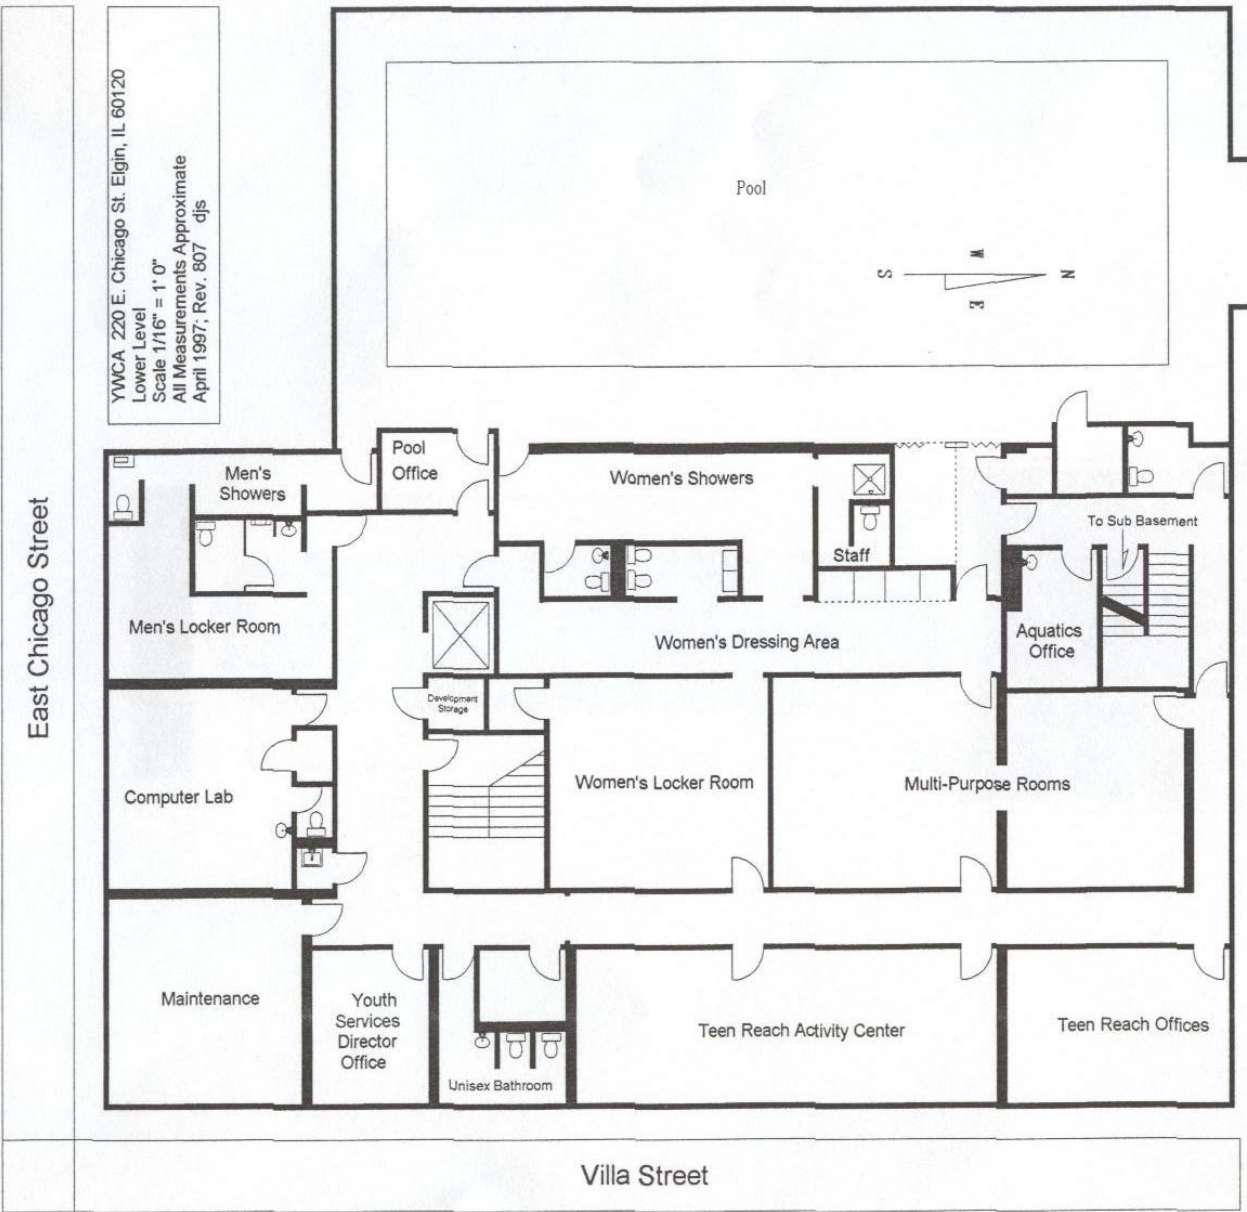 YWCA 220 E. Chicago St. Elgin, IL 60120
Lower Level
Scale 1/16" = 1' 0"
All Measurements Approximate
April 1997; Rev. 807 djs
Pool
W
S
N
E
Pool
Office
Men's
Showers
Women's Showers
To Sub Basement
Staff
Men's Locker Room
Women's Dressing Area
Aquatics
Office
Development
Storage
Computer Lab
Women's Locker Room
Multi-Purpose Rooms
Maintenance
Youth
Services
Director
Office
Unisex Bathroom
Teen Reach Activity Center
Teen Reach Offices
East Chicago Street
Villa Street